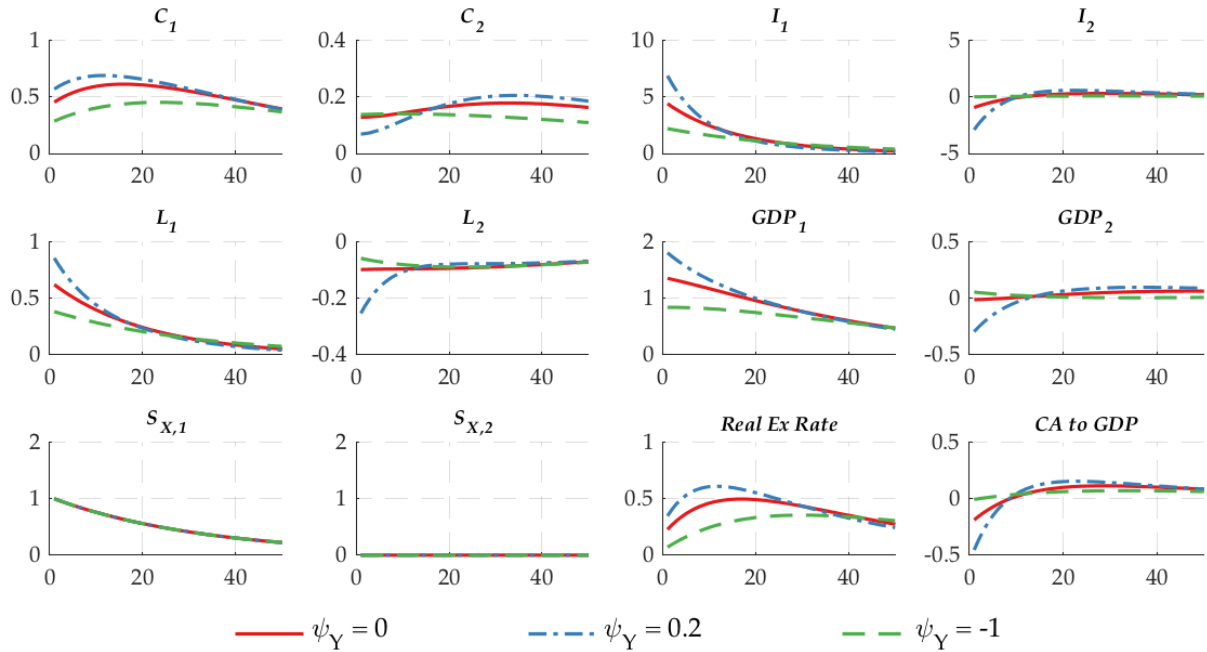 C1 C2 I1 I2
1 0.4 10 5
0.5 0.2 5 0
0 0 0 -5
0 20 40 0 20 40 0 20 40 0 20 40
L1 L2 GDP1 GDP2
1 0 2 0.5
0.5 -0.2 1 0
0 -0.4 0 -0.5
0 20 40 0 20 40 0 20 40 0 20 40
SX,1 SX,2 Real Ex Rate CA to GDP
2 2 1 0.5
1 1 0.5 0
0 0 0 -0.5
0 20 40 0 20 40 0 20 40 0 20 40
ψY = 0 ψY = 0.2 ψY = -1